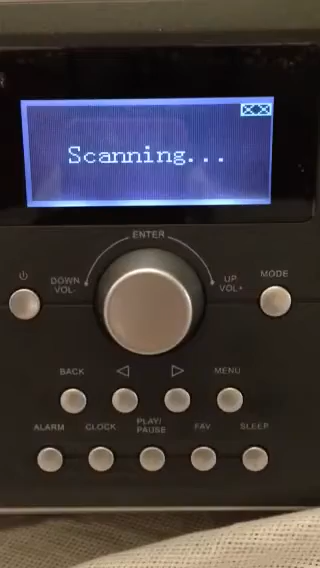 Scanning...
ENTER
DOWN
VOL-
UP
VOL+
MODE
BACK
MENU
ALARM
CLOCK
PLAY/
PAUSE
FAV
SLEEP